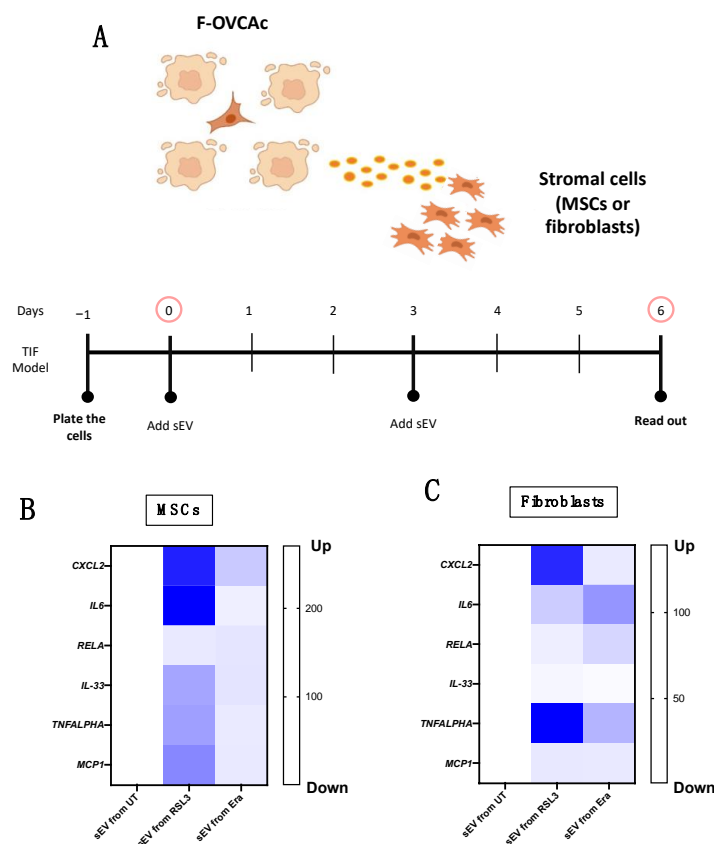 A
F-OVCAc
Stromal cells
(MSCs or
fibroblasts)
Days
−1
0
1
2
3
4
5
6
TIF
Model
Plate the
cells
Add sEV
Add sEV
Read out
B
MSCs
CXCL2
IL6
RELA
IL-33
TNFALPHA
MCP1
sEV from UT
sEV from RSL3
sEV from Era
Up
200
100
Down
C
Fibroblasts
CXCL2
IL6
RELA
IL-33
TNFALPHA
MCP1
sEV from UT
sEV from RSL3
sEV from Era
Up
100
50
Down